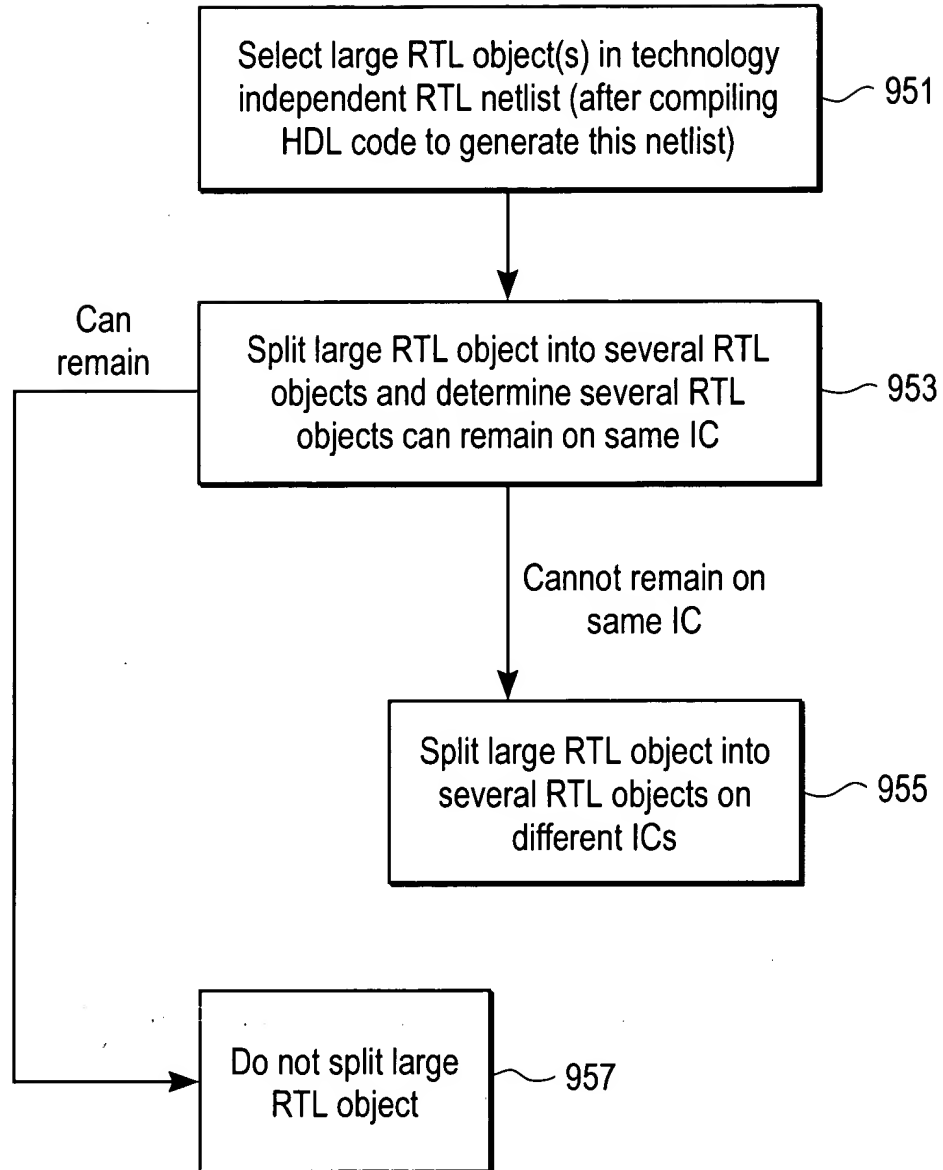 Select large RTL object(s) in technology
independent RTL netlist (after compiling
HDL code to generate this netlist)
951
Can
remain
Split large RTL object into several RTL
objects and determine several RTL
objects can remain on same IC
953
Cannot remain on
same IC
Split large RTL object into
several RTL objects on
different ICs
955
Do not split large
RTL object
957